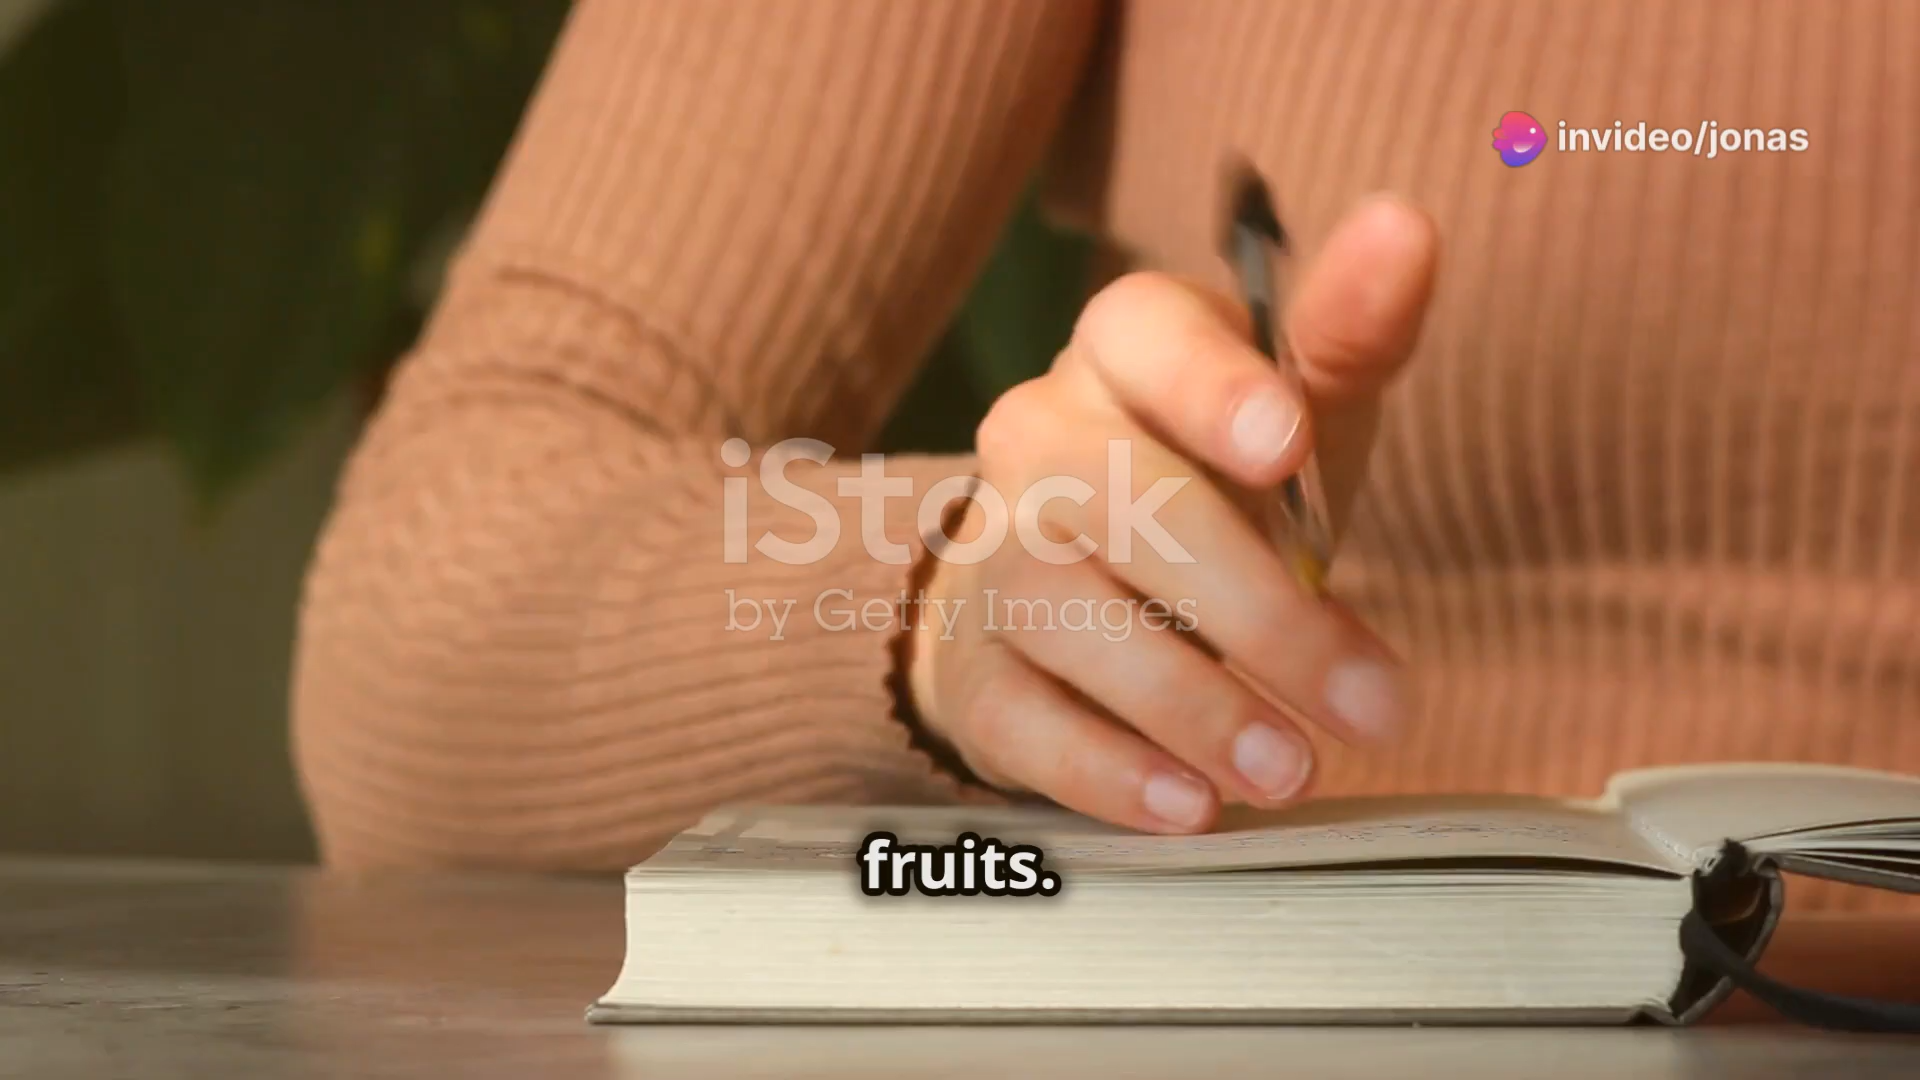 invideo/jonas
iStock
by Getty Images
fruits.